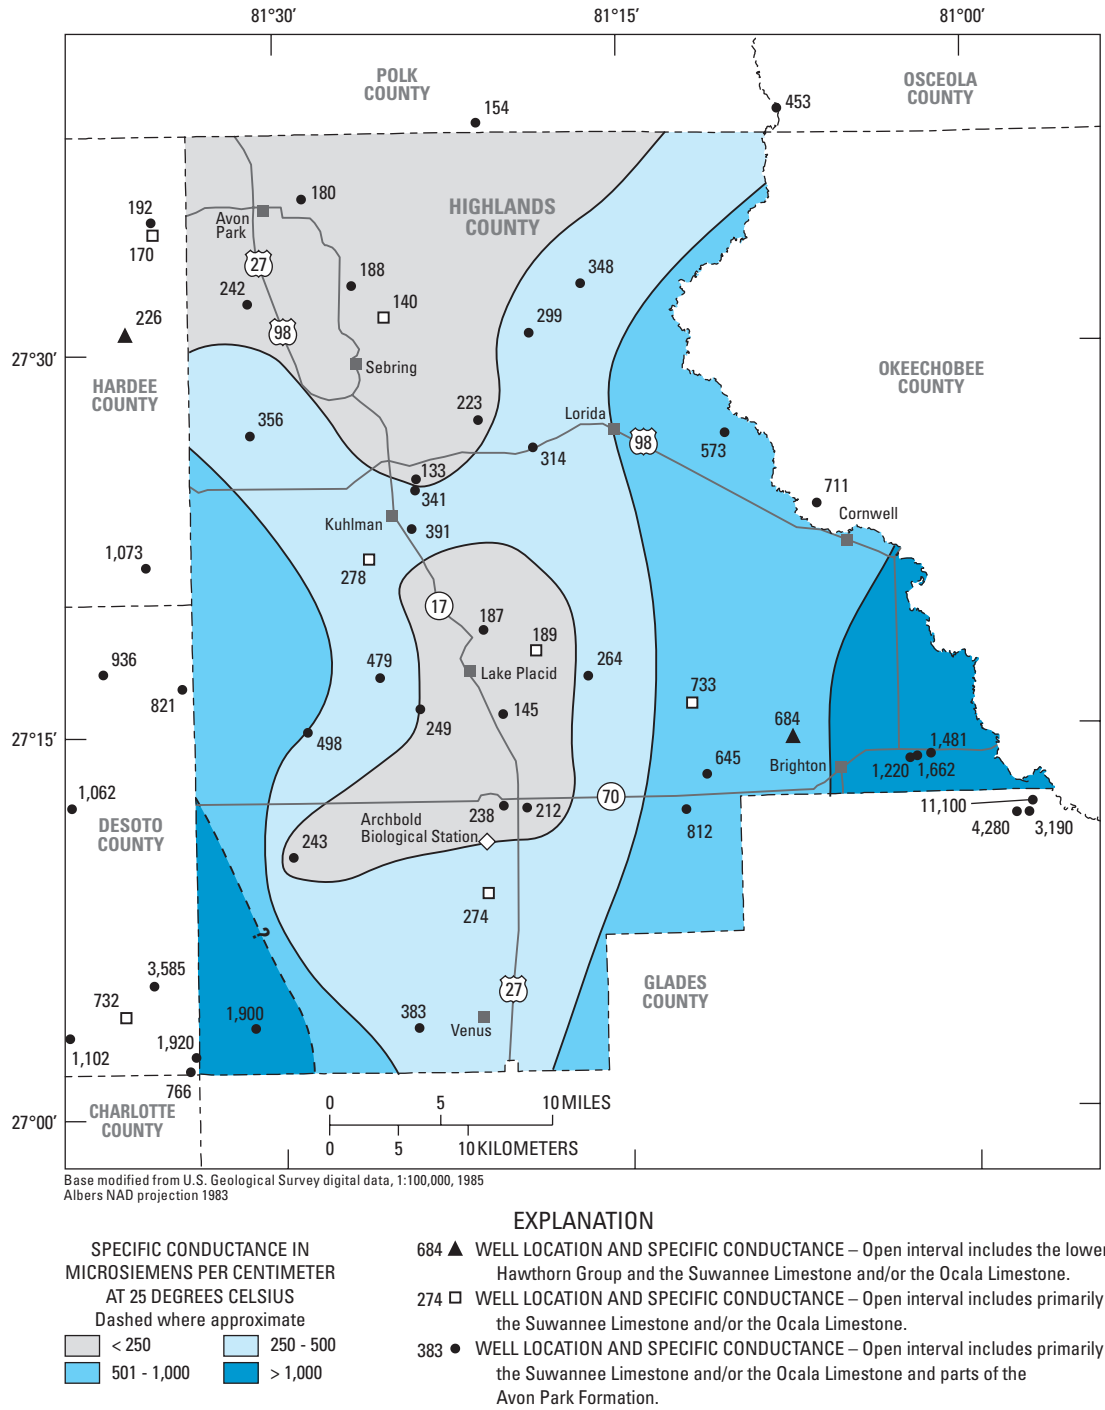 81°30'
81°15'
81°00'
POLK
COUNTY
OSCEOLA
COUNTY
154
453
180
HIGHLANDS
COUNTY
192
Avon
Park
170
27
188
348
242
140
226
98
299
27°30'
Sebring
HARDEE
COUNTY
OKEECHOBEE
COUNTY
356
223
Lorida
98
314
573
133
341
711
Kuhlman
391
Cornwell
1,073
278
17
187
189
936
479
Lake Placid
264
821
733
145
684
249
27°15'
498
1,481
645
Brighton
1,220
1,662
1,062
70
11,100
DESOTO
COUNTY
Archbold
Biological Station
238
212
812
4,280
3,190
243
274
?
3,585
27
GLADES
COUNTY
732
1,900
383
Venus
1,102
1,920
766
0 5 10 MILES
CHARLOTTE
COUNTY
27°00'
0 5 10 KILOMETERS
Base modified from U.S. Geological Survey digital data, 1:100,000, 1985
Albers NAD projection 1983
EXPLANATION
SPECIFIC CONDUCTANCE IN
MICROSIEMENS PER CENTIMETER
AT 25 DEGREES CELSIUS
Dashed where approximate
< 250
250 - 500
501 - 1,000
> 1,000
684 WELL LOCATION AND SPECIFIC CONDUCTANCE – Open interval includes the lower
Hawthorn Group and the Suwannee Limestone and/or the Ocala Limestone.
274 WELL LOCATION AND SPECIFIC CONDUCTANCE – Open interval includes primarily
the Suwannee Limestone and/or the Ocala Limestone.
383 WELL LOCATION AND SPECIFIC CONDUCTANCE – Open interval includes primarily
the Suwannee Limestone and/or the Ocala Limestone and parts of the
Avon Park Formation.